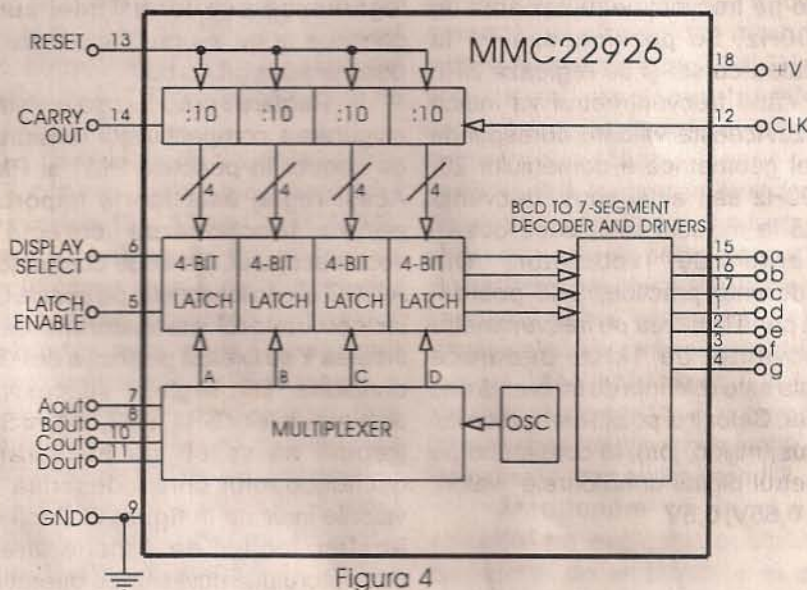 MMC22926
RESET 13
18 +V
CARRY OUT 14
:10 :10 :10 :10
12 CLK
4 4 4 4
BCD TO 7-SEGMENT
DECODER AND DRIVERS
DISPLAY SELECT 6
4-BIT LATCH
4-BIT LATCH
4-BIT LATCH
4-BIT LATCH
LATCH ENABLE 5
15 a
16 b
17 c
1 d
2 e
3 f
4 g
A B C D
Aout 7
Bout 8
Cout 10
Dout 11
MULTIPLEXER
OSC
GND 9
Figura 4